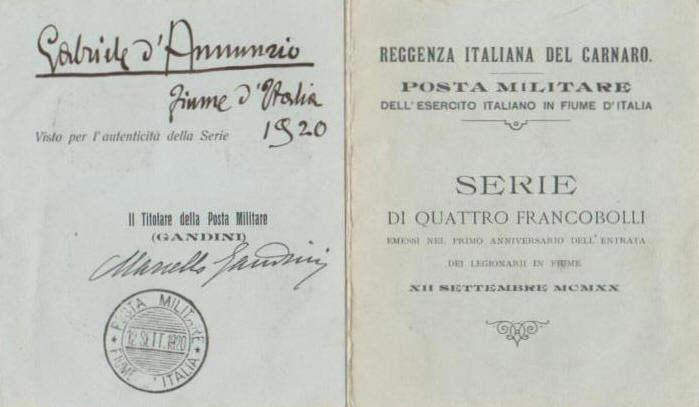 Gabriele d'Annunzio
Fiume d'Italia
1920
Visto per l'autenticità della Serie
Il Titolare della Posta Militare
(GANDINI)
Marcello Gandini
POSTA MILITARE
12 SETT. 1920
FIUME D'ITALIA
REGGENZA ITALIANA DEL CARNARO.
POSTA MILITARE
DELL'ESERCITO ITALIANO IN FIUME D'ITALIA
SERIE
DI QUATTRO FRANCOBOLLI
EMESSI NEL PRIMO ANNIVERSARIO DELL'ENTRATA
DEI LEGIONARII IN FIUME
XII SETTEMBRE MCMXX